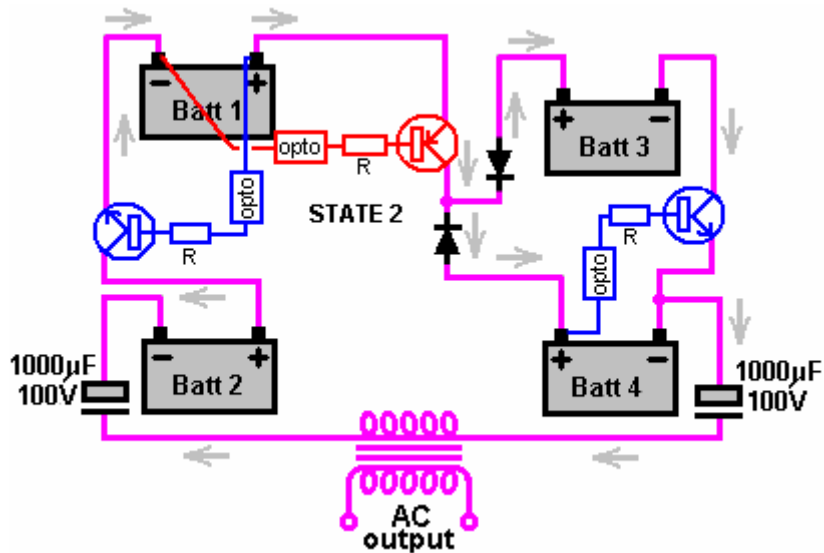 − +
Batt 1
opto
R
opto
R
STATE 2
+ −
Batt 3
R
opto
− +
Batt 2
1000µF
100V
+ −
Batt 4
1000µF
100V
AC
output